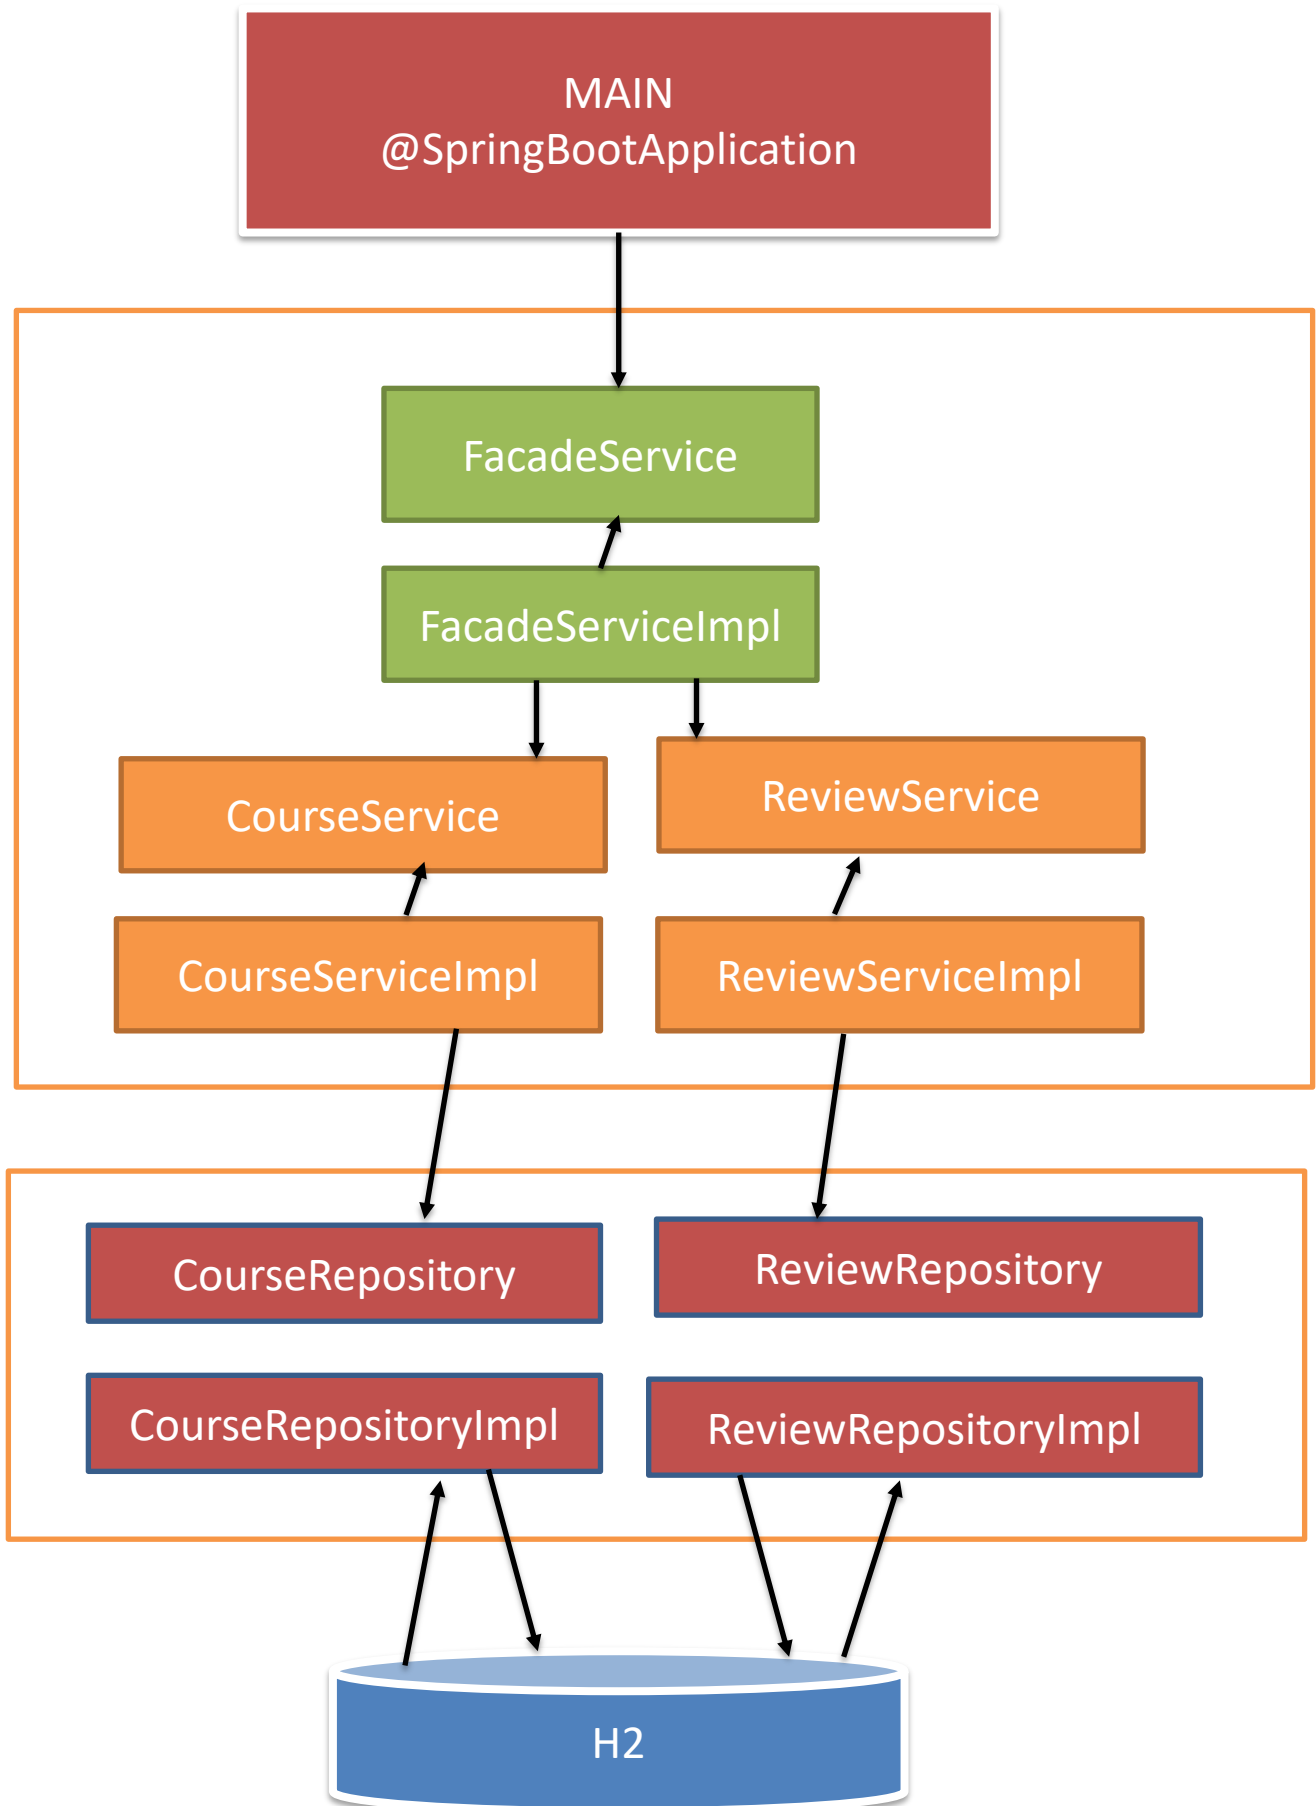 MAIN
@SpringBootApplication
FacadeService
FacadeServiceImpl
CourseService
ReviewService
CourseServiceImpl
ReviewServiceImpl
CourseRepository
ReviewRepository
CourseRepositoryImpl
ReviewRepositoryImpl
H2